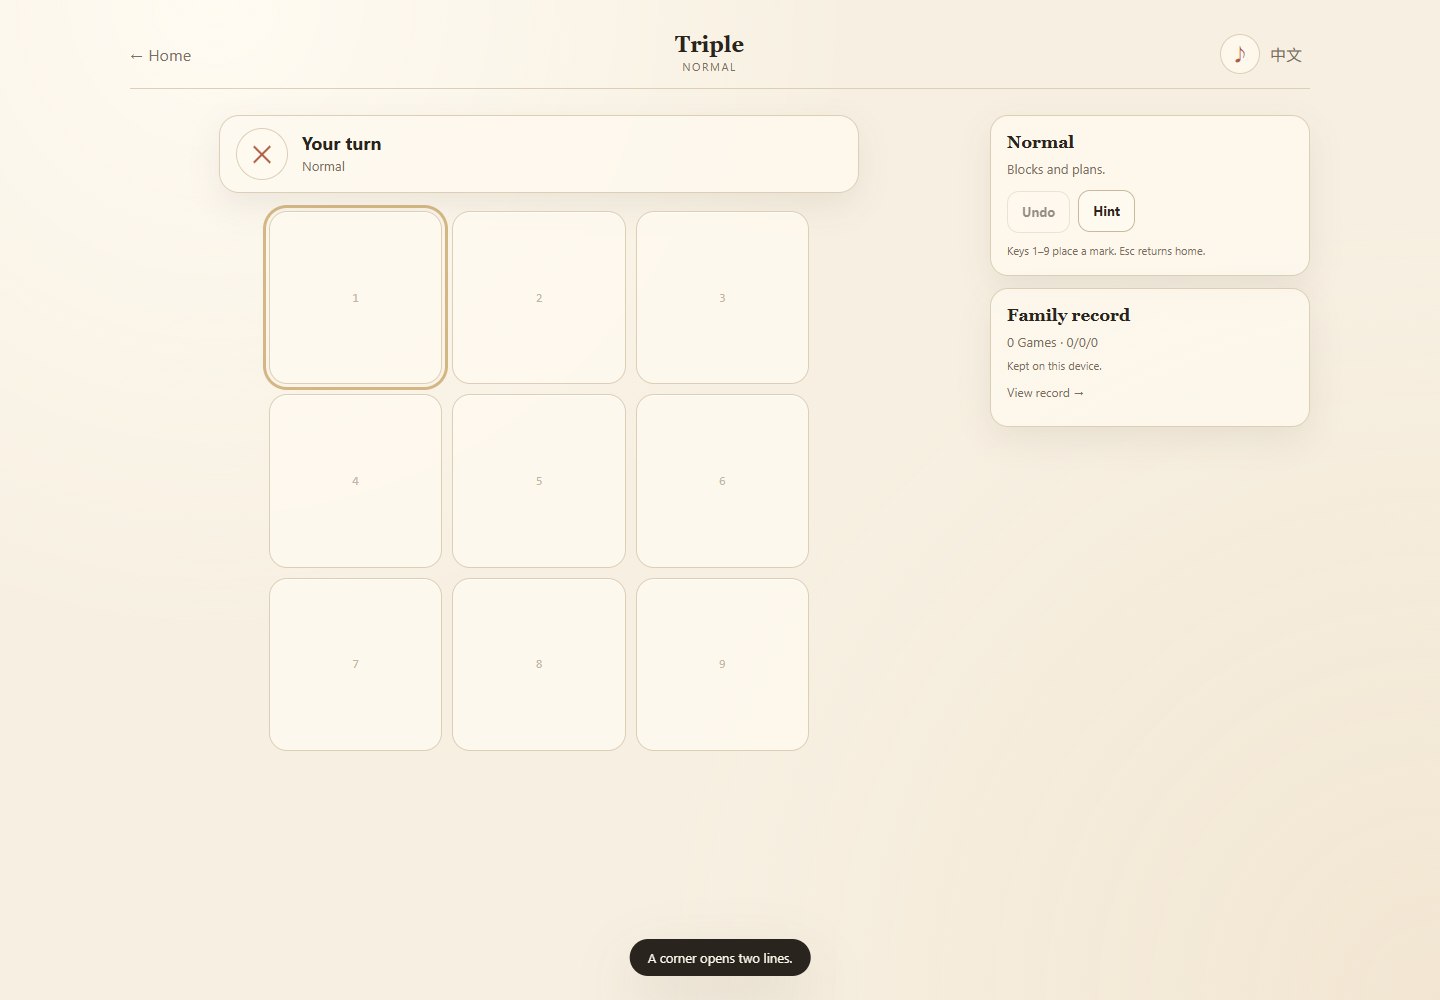 ← Home
Triple
NORMAL
♪ 中文
Your turn
Normal
1 2 3
4 5 6
7 8 9
Normal
Blocks and plans.
Undo Hint
Keys 1–9 place a mark. Esc returns home.
Family record
0 Games · 0/0/0
Kept on this device.
View record →
A corner opens two lines.